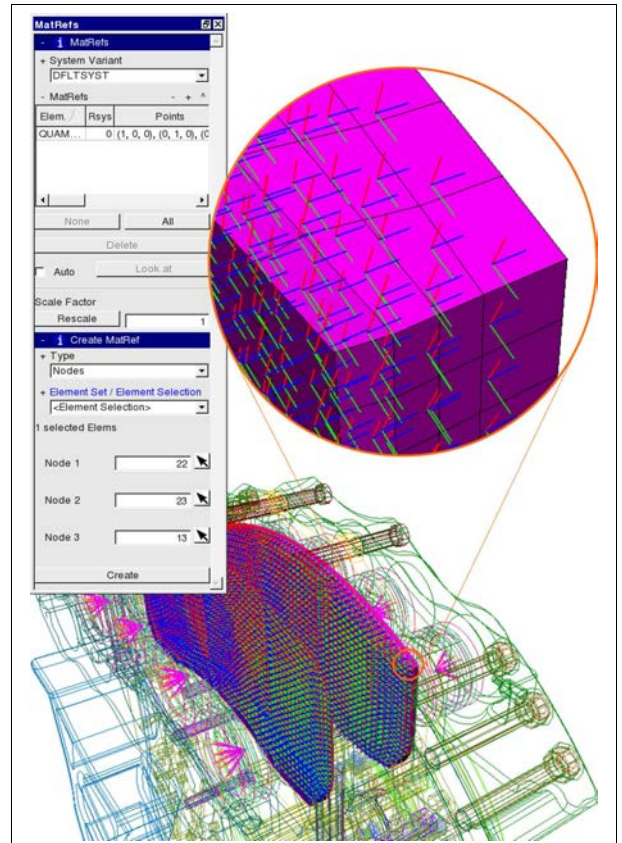 MatRefs
- i MatRefs
+ System Variant
DFLTSYST
- MatRefs - + ^
Elem. / Rsys Points
QUAM... 0 (1, 0, 0), (0, 1, 0), (0
None All
Delete
Auto Look at
Scale Factor
Rescale 1
- i Create MatRef
+ Type
Nodes
+ Element Set / Element Selection
<Element Selection>
1 selected Elems
Node 1 22
Node 2 23
Node 3 13
Create